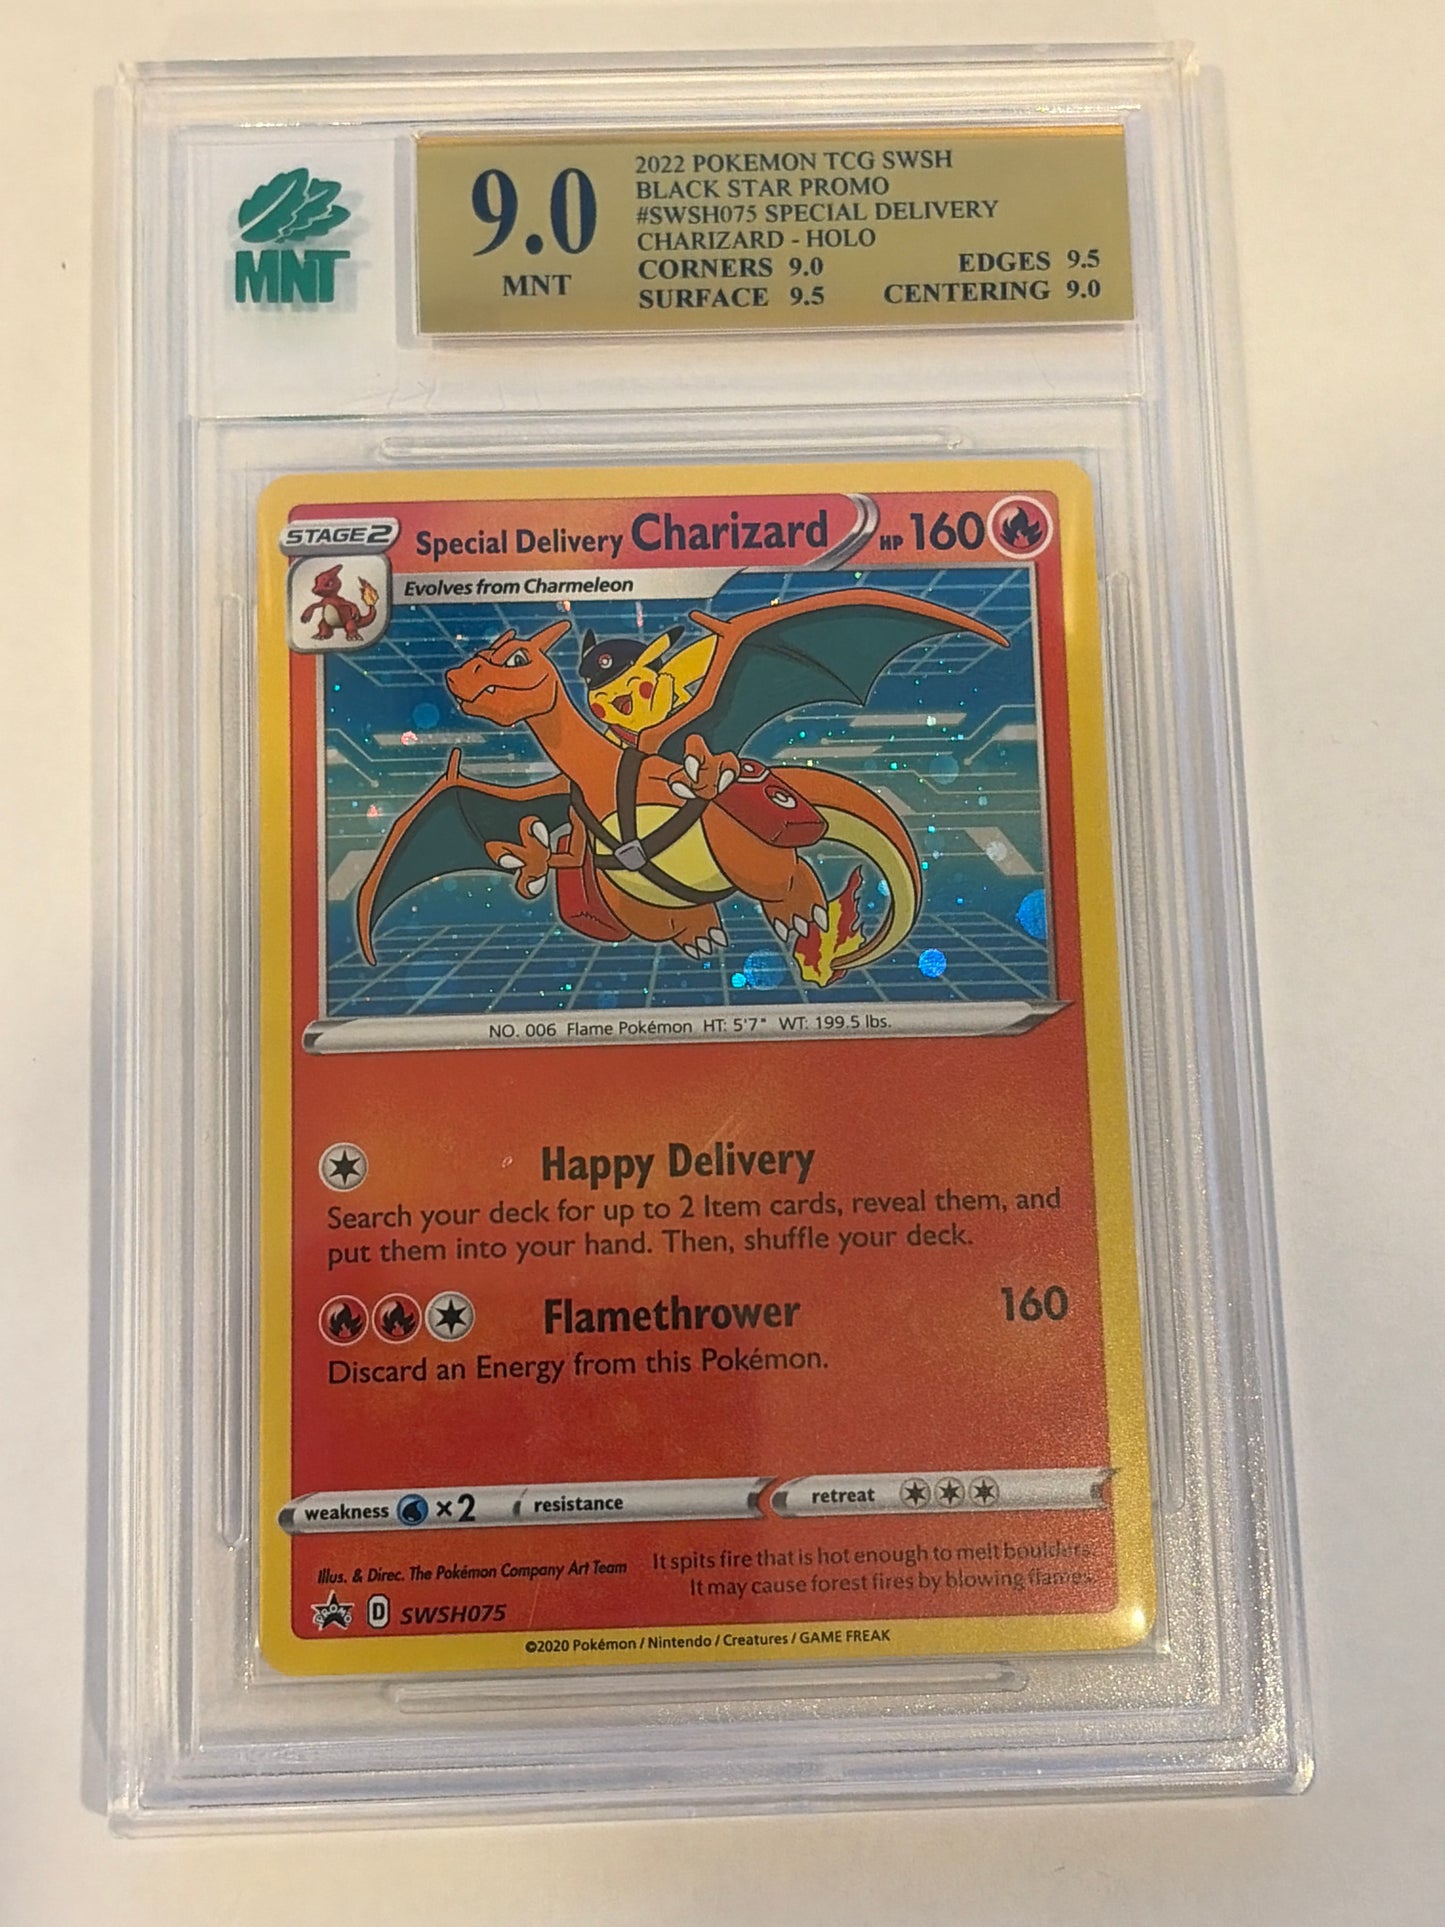 MNT
9.0
MNT
2022 POKEMON TCG SWSH
BLACK STAR PROMO
#SWSH075 SPECIAL DELIVERY
CHARIZARD - HOLO
CORNERS 9.0 EDGES 9.5
SURFACE 9.5 CENTERING 9.0
STAGE 2 Special Delivery Charizard HP 160
Evolves from Charmeleon
NO. 006 Flame Pokémon HT: 5'7" WT: 199.5 lbs.
Happy Delivery
Search your deck for up to 2 Item cards, reveal them, and
put them into your hand. Then, shuffle your deck.
Flamethrower 160
Discard an Energy from this Pokémon.
weakness ×2 resistance retreat
Illus. & Direc. The Pokémon Company Art Team
It spits fire that is hot enough to melt boulders.
It may cause forest fires by blowing flames.
PROMO D SWSH075
©2020 Pokémon / Nintendo / Creatures / GAME FREAK